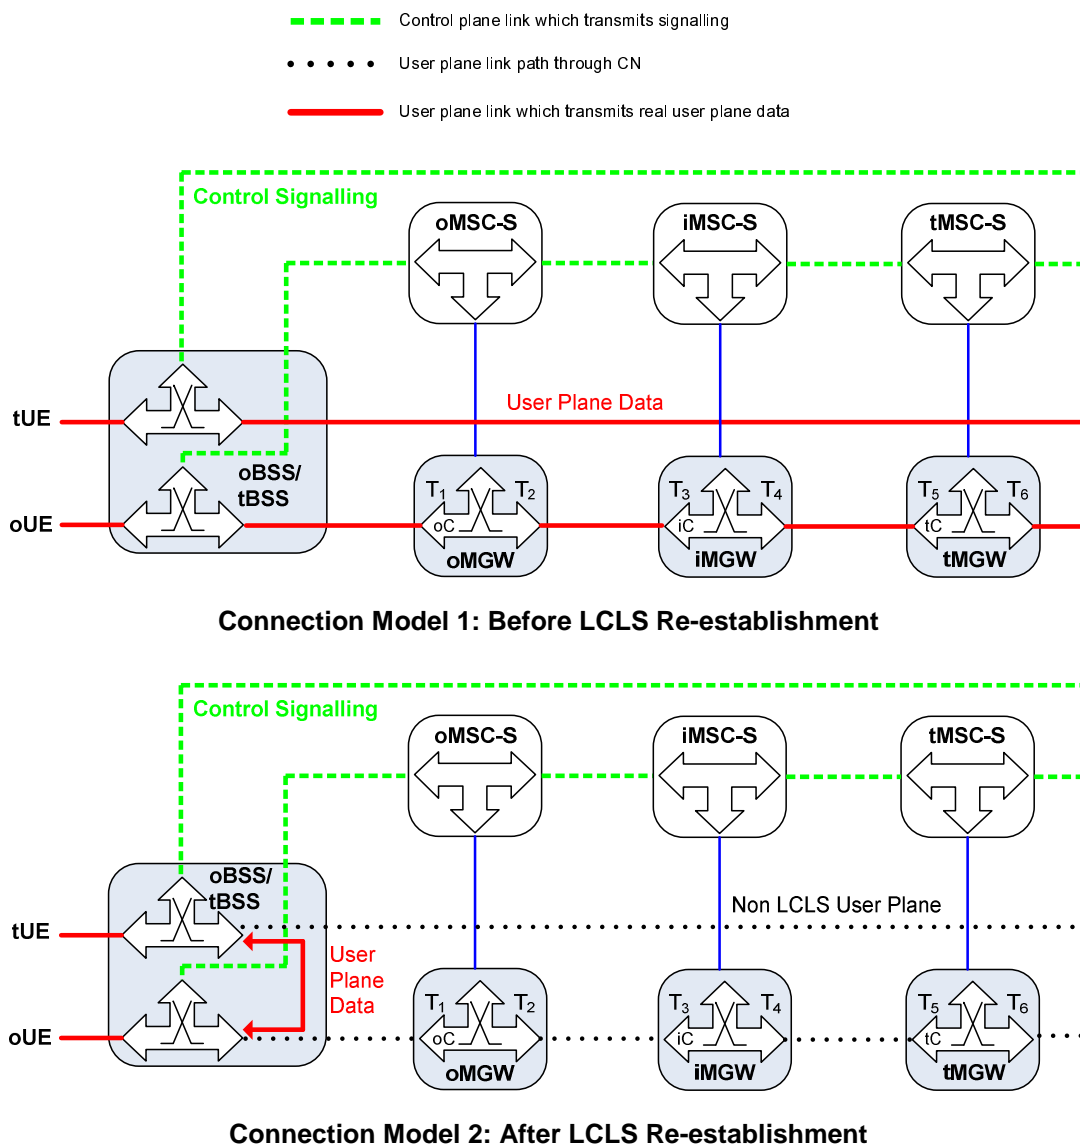 Control plane link which transmits signalling
User plane link path through CN
User plane link which transmits real user plane data
Control Signalling
oMSC-S
iMSC-S
tMSC-S
tUE
User Plane Data
oBSS/
tBSS
oUE
T1
T2
oC
oMGW
T3
T4
iC
iMGW
T5
T6
tC
tMGW
Connection Model 1: Before LCLS Re-establishment
Control Signalling
oMSC-S
iMSC-S
tMSC-S
oBSS/
tBSS
tUE
Non LCLS User Plane
User
Plane
Data
oUE
T1
T2
oC
oMGW
T3
T4
iC
iMGW
T5
T6
tC
tMGW
Connection Model 2: After LCLS Re-establishment